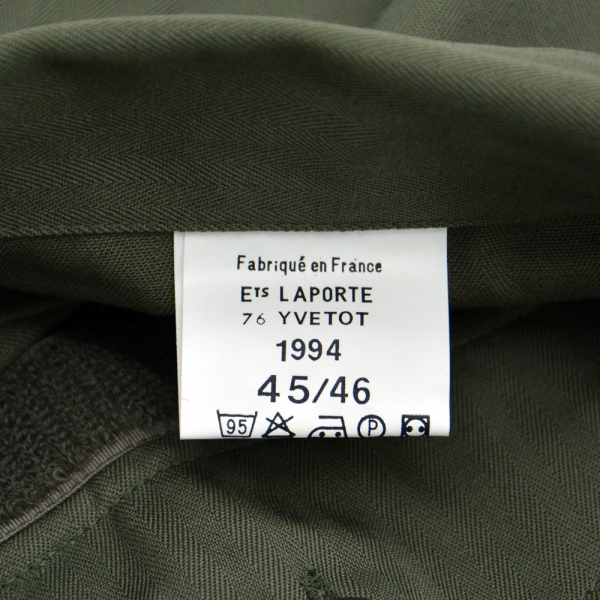 Fabriqué en France
Eᵀˢ LAPORTE
76 YVETOT
1994
45/46
95 P